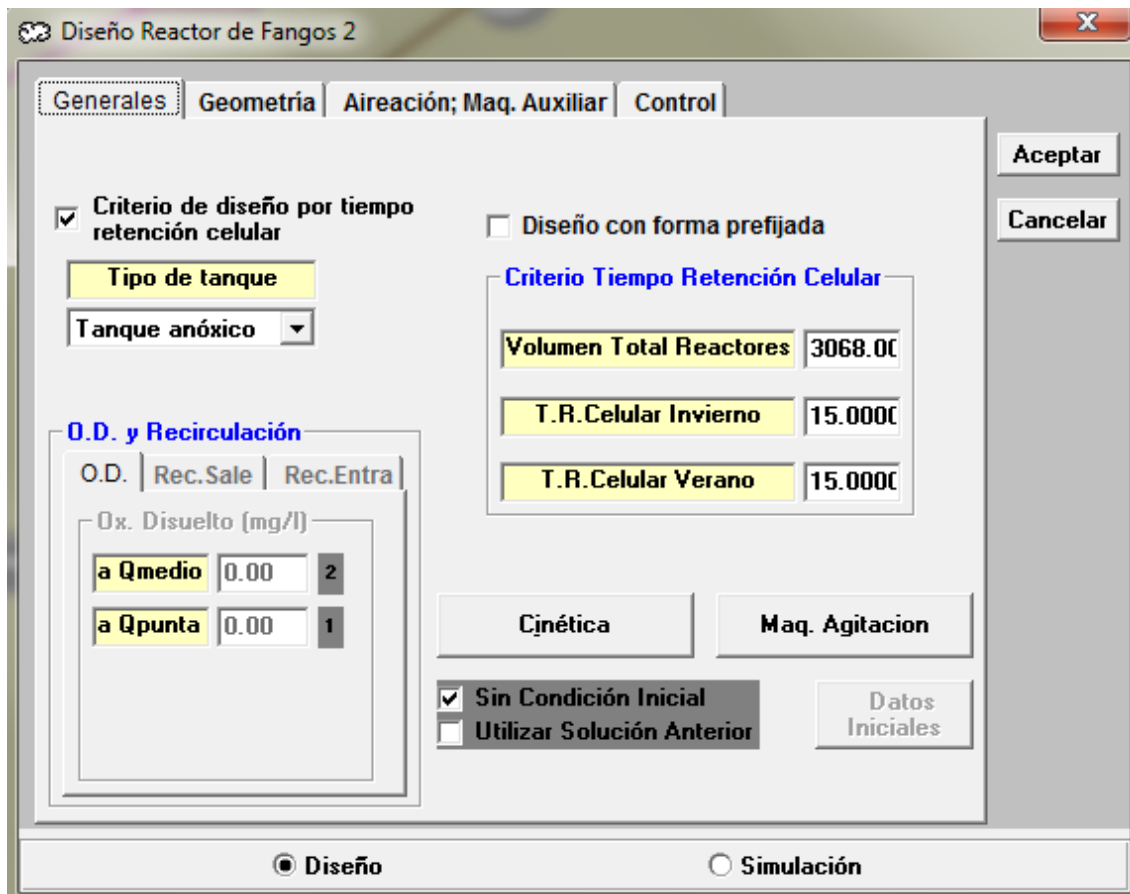 Diseño Reactor de Fangos 2
Generales
Geometría
Aireación; Maq. Auxiliar
Control
Aceptar
Cancelar
Criterio de diseño por tiempo
retención celular
Diseño con forma prefijada
Tipo de tanque
Tanque anóxico
Criterio Tiempo Retención Celular
Volumen Total Reactores 3068.00
T.R.Celular Invierno 15.0000
T.R.Celular Verano 15.0000
O.D. y Recirculación
O.D.
Rec.Sale
Rec.Entra
Ox. Disuelto (mg/l)
a Qmedio 0.00 2
a Qpunta 0.00 1
Cinética
Maq. Agitacion
Sin Condición Inicial
Utilizar Solución Anterior
Datos
Iniciales
Diseño
Simulación